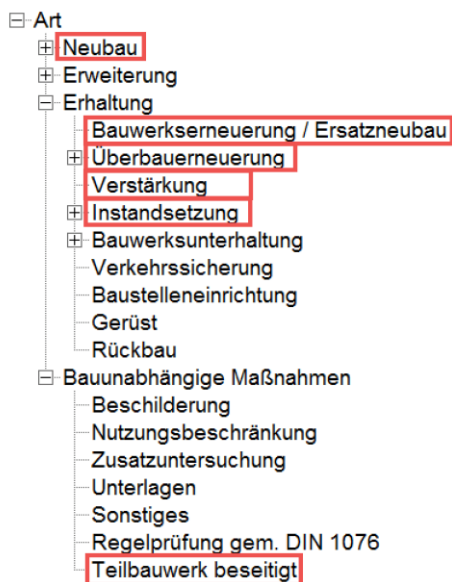 Art
Neubau
Erweiterung
Erhaltung
Bauwerkserneuerung / Ersatzneubau
Überbauerneuerung
Verstärkung
Instandsetzung
Bauwerksunterhaltung
Verkehrssicherung
Baustelleneinrichtung
Gerüst
Rückbau
Bauunabhängige Maßnahmen
Beschilderung
Nutzungsbeschränkung
Zusatzuntersuchung
Unterlagen
Sonstiges
Regelprüfung gem. DIN 1076
Teilbauwerk beseitigt